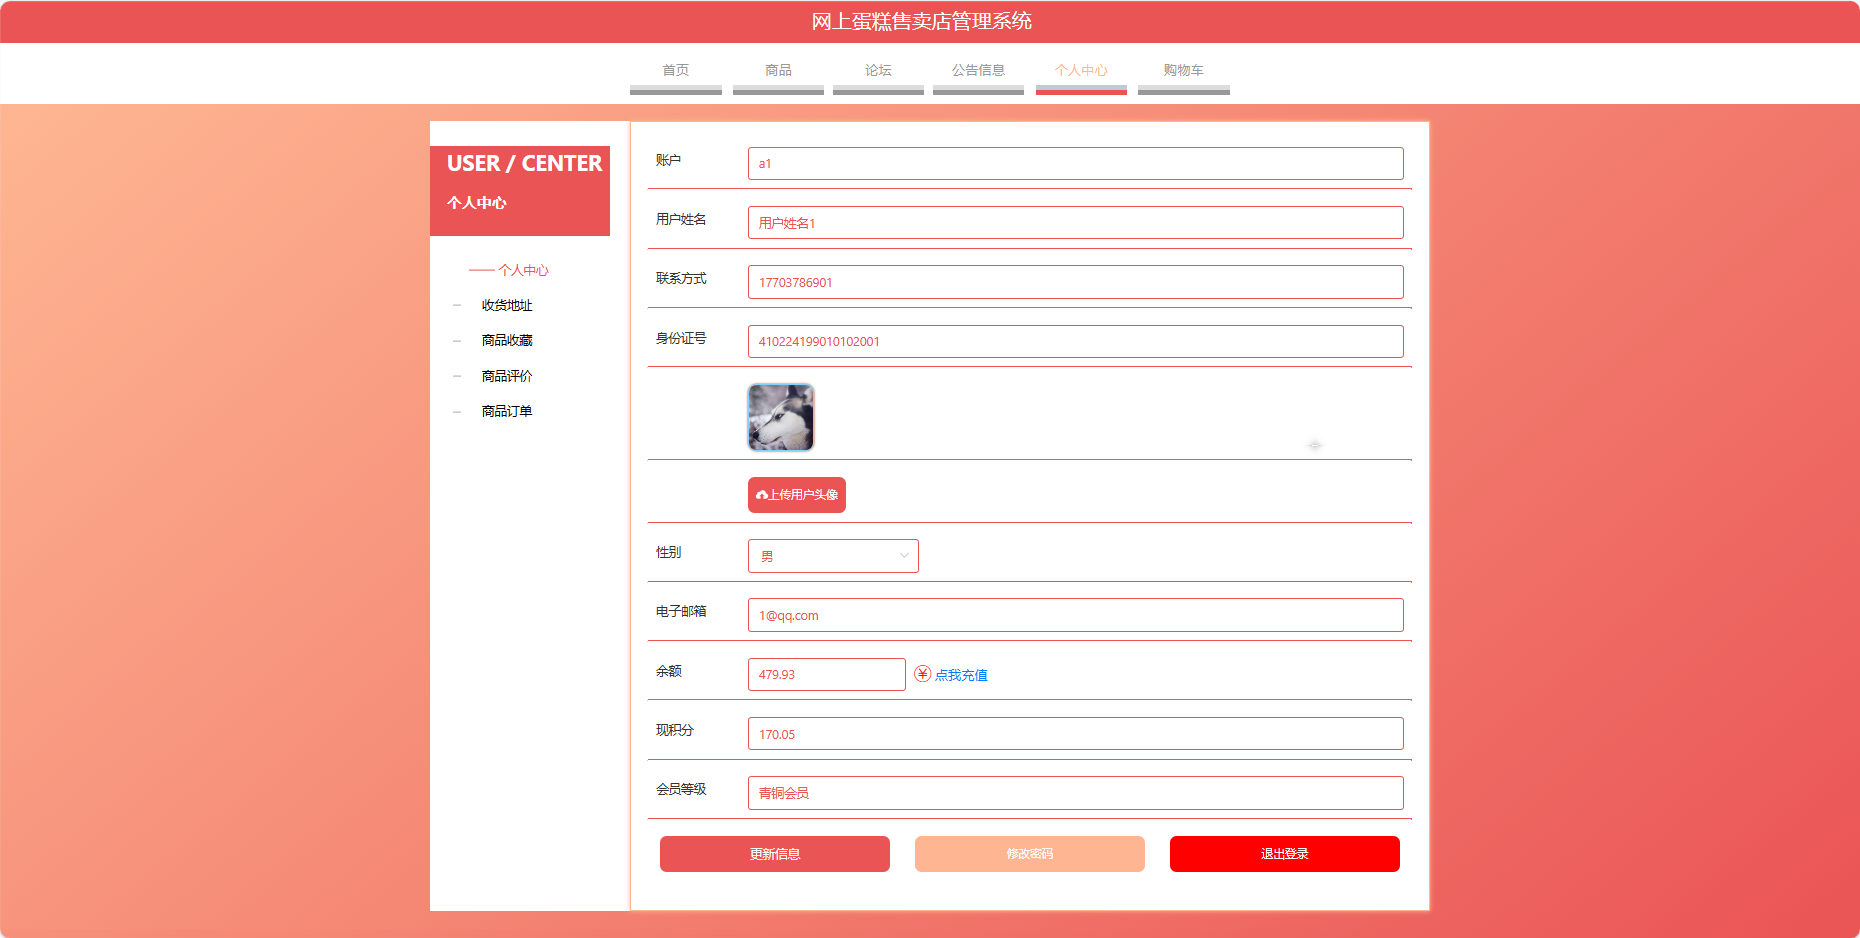 网上蛋糕售卖店管理系统
首页 商品 论坛 公告信息 个人中心 购物车
USER / CENTER
个人中心
—— 个人中心
收货地址
商品收藏
商品评价
商品订单
账户 a1
用户姓名 用户姓名1
联系方式 17703786901
身份证号 410224199010102001
上传用户头像
性别 男
电子邮箱 1@qq.com
余额 479.93 ¥ 点我充值
现积分 170.05
会员等级 青铜会员
更新信息 修改密码 退出登录